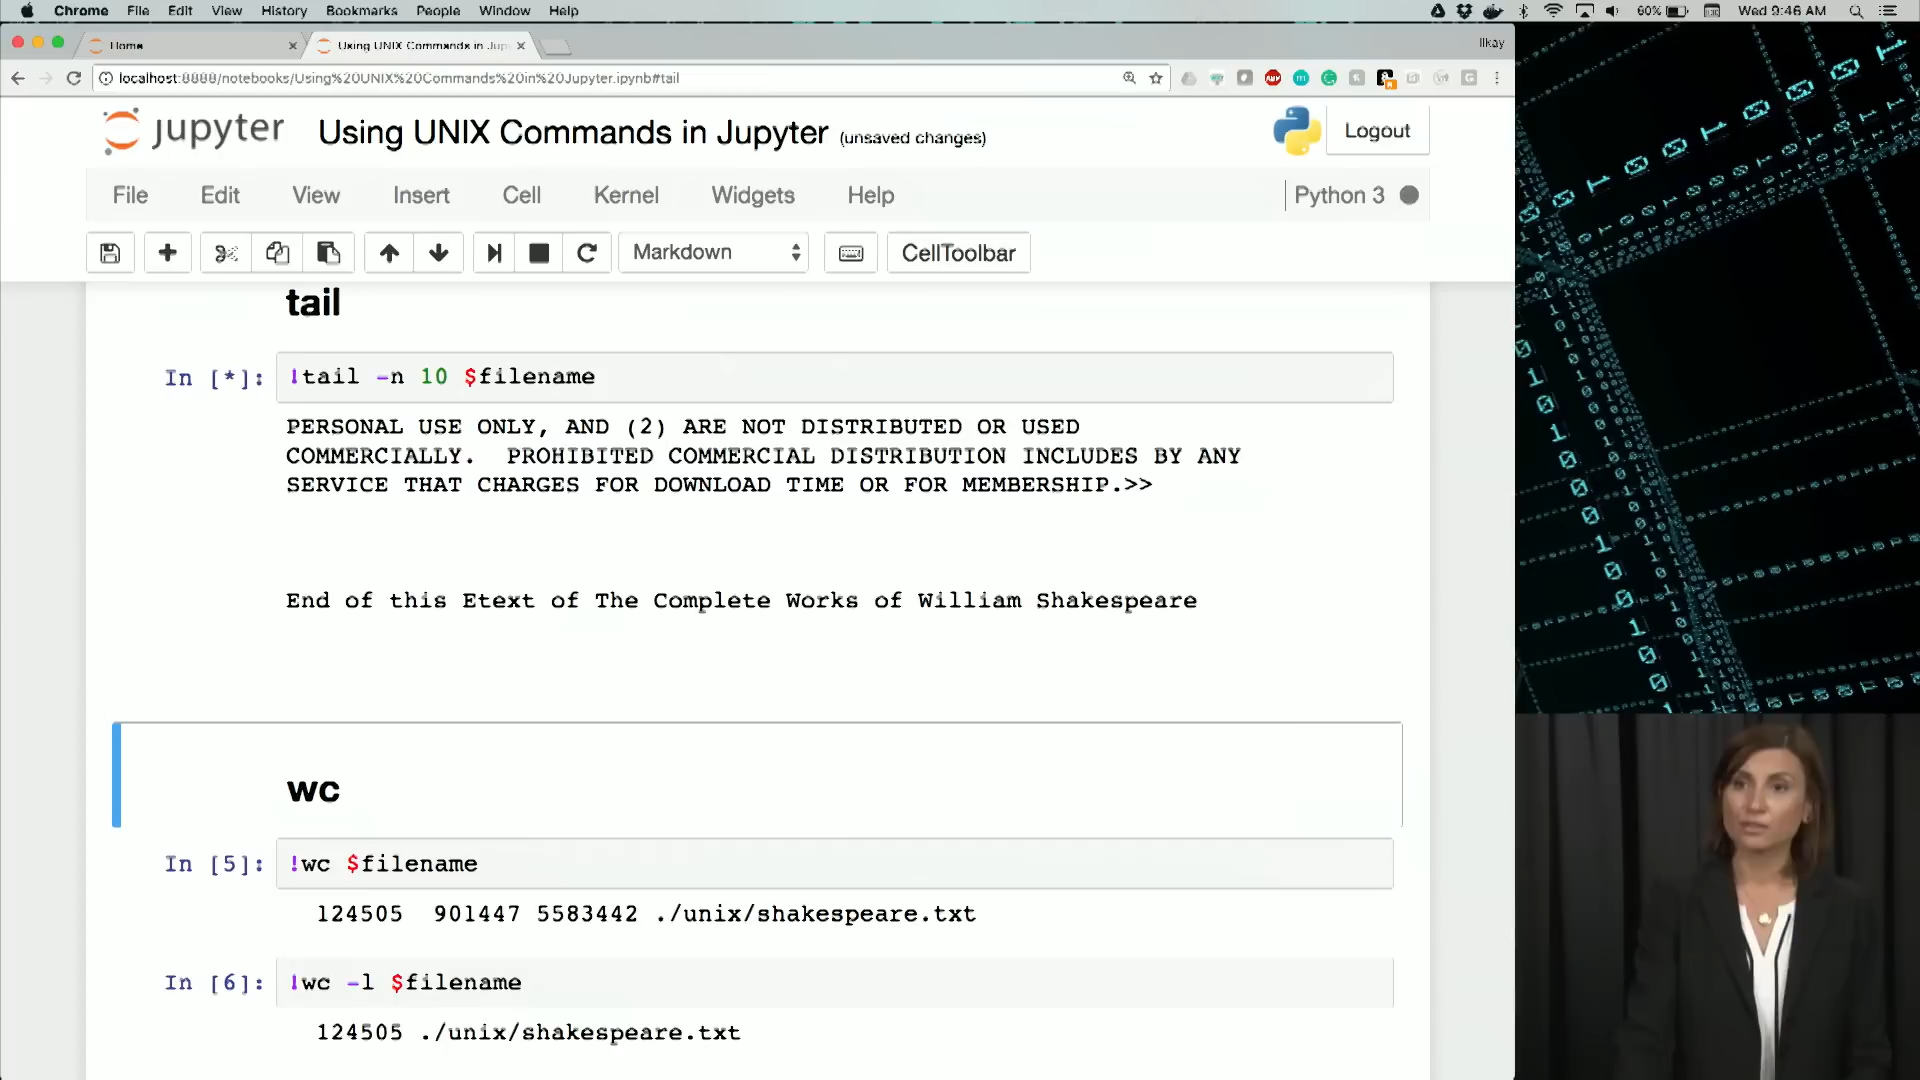 Chrome File Edit View History Bookmarks People Window Help
60% Wed 9:46 AM
Home
Using UNIX Commands in Jup
Ilkay
localhost:8888/notebooks/Using%20UNIX%20Commands%20in%20Jupyter.ipynb#tail
jupyter Using UNIX Commands in Jupyter (unsaved changes)
Logout
File Edit View Insert Cell Kernel Widgets Help
Python 3
Markdown
CellToolbar
tail
In [*]: !tail -n 10 $filename
PERSONAL USE ONLY, AND (2) ARE NOT DISTRIBUTED OR USED
COMMERCIALLY.  PROHIBITED COMMERCIAL DISTRIBUTION INCLUDES BY ANY
SERVICE THAT CHARGES FOR DOWNLOAD TIME OR FOR MEMBERSHIP.>>
End of this Etext of The Complete Works of William Shakespeare
wc
In [5]: !wc $filename
124505  901447 5583442 ./unix/shakespeare.txt
In [6]: !wc -l $filename
124505 ./unix/shakespeare.txt